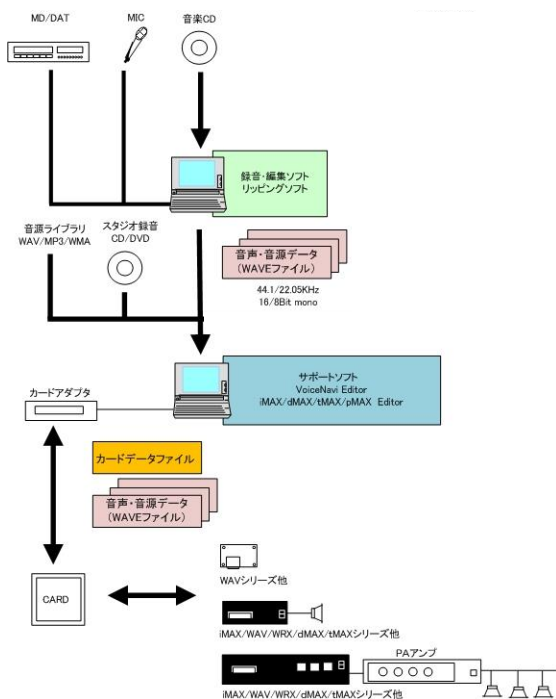 MD/DAT
MIC
音楽CD
録音・編集ソフト
リッピングソフト
音源ライブラリ
WAV/MP3/WMA
スタジオ録音
CD/DVD
音声・音源データ
(WAVEファイル)
44.1/22.05KHz
16/8Bit mono
サポートソフト
VoiceNavi Editor
iMAX/dMAX/tMAX/pMAX Editor
カードアダプタ
カードデータファイル
音声・音源データ
(WAVEファイル)
CARD
WAVシリーズ他
iMAX/WAV/WRX/dMAX/tMAXシリーズ他
PAアンプ
iMAX/WAV/WRX/dMAX/tMAXシリーズ他